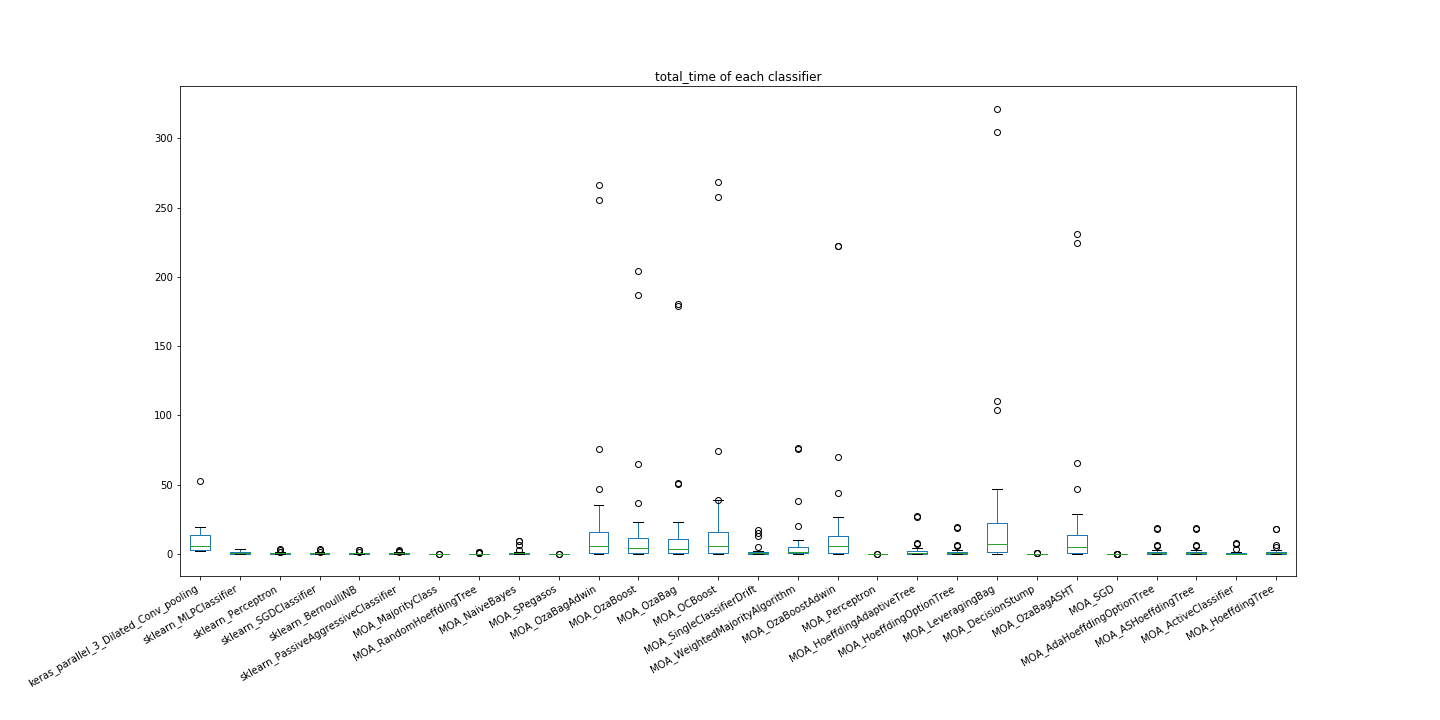 total_time of each classifier
300
250
200
150
100
50
0
keras_parallel_3_Dilated_Conv_pooling
sklearn_MLPClassifier
sklearn_Perceptron
sklearn_SGDClassifier
sklearn_BernoulliNB
sklearn_PassiveAggressiveClassifier
MOA_MajorityClass
MOA_RandomHoeffdingTree
MOA_NaiveBayes
MOA_SPegasos
MOA_OzaBagAdwin
MOA_OzaBoost
MOA_OzaBag
MOA_OCBoost
MOA_SingleClassifierDrift
MOA_WeightedMajorityAlgorithm
MOA_OzaBoostAdwin
MOA_Perceptron
MOA_HoeffdingAdaptiveTree
MOA_HoeffdingOptionTree
MOA_LeveragingBag
MOA_DecisionStump
MOA_OzaBagASHT
MOA_SGD
MOA_AdaHoeffdingOptionTree
MOA_ASHoeffdingTree
MOA_ActiveClassifier
MOA_HoeffdingTree